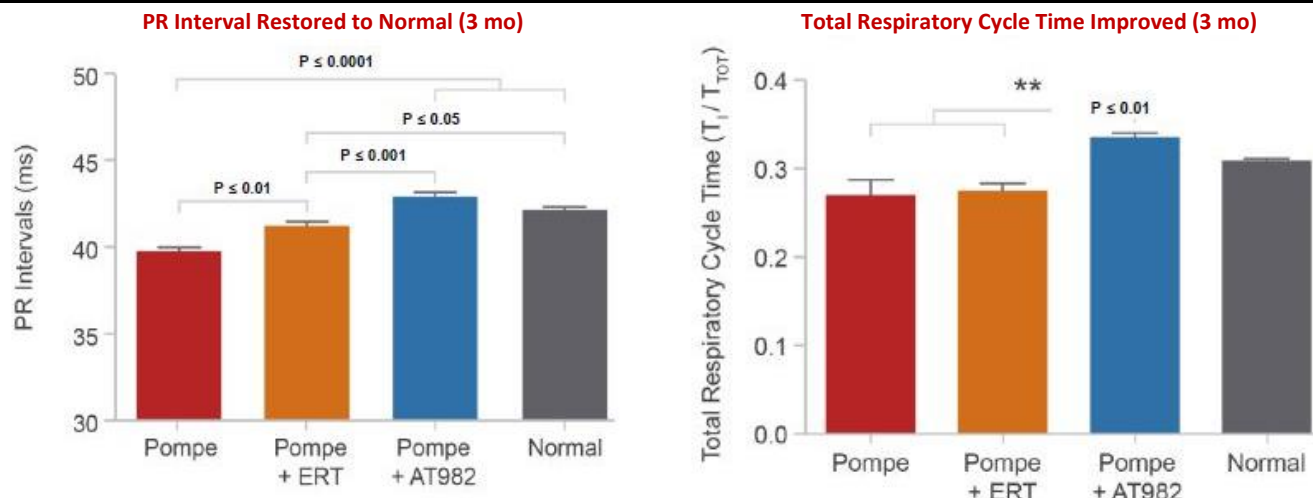 PR Interval Restored to Normal (3 mo)
P ≤ 0.0001
P ≤ 0.05
P ≤ 0.001
P ≤ 0.01
PR Intervals (ms)
50
45
40
35
30
Pompe
Pompe + ERT
Pompe + AT982
Normal
Total Respiratory Cycle Time Improved (3 mo)
**
P ≤ 0.01
Total Respiratory Cycle Time (TI / TTOT)
0.4
0.3
0.2
0.1
0.0
Pompe
Pompe + ERT
Pompe + AT982
Normal